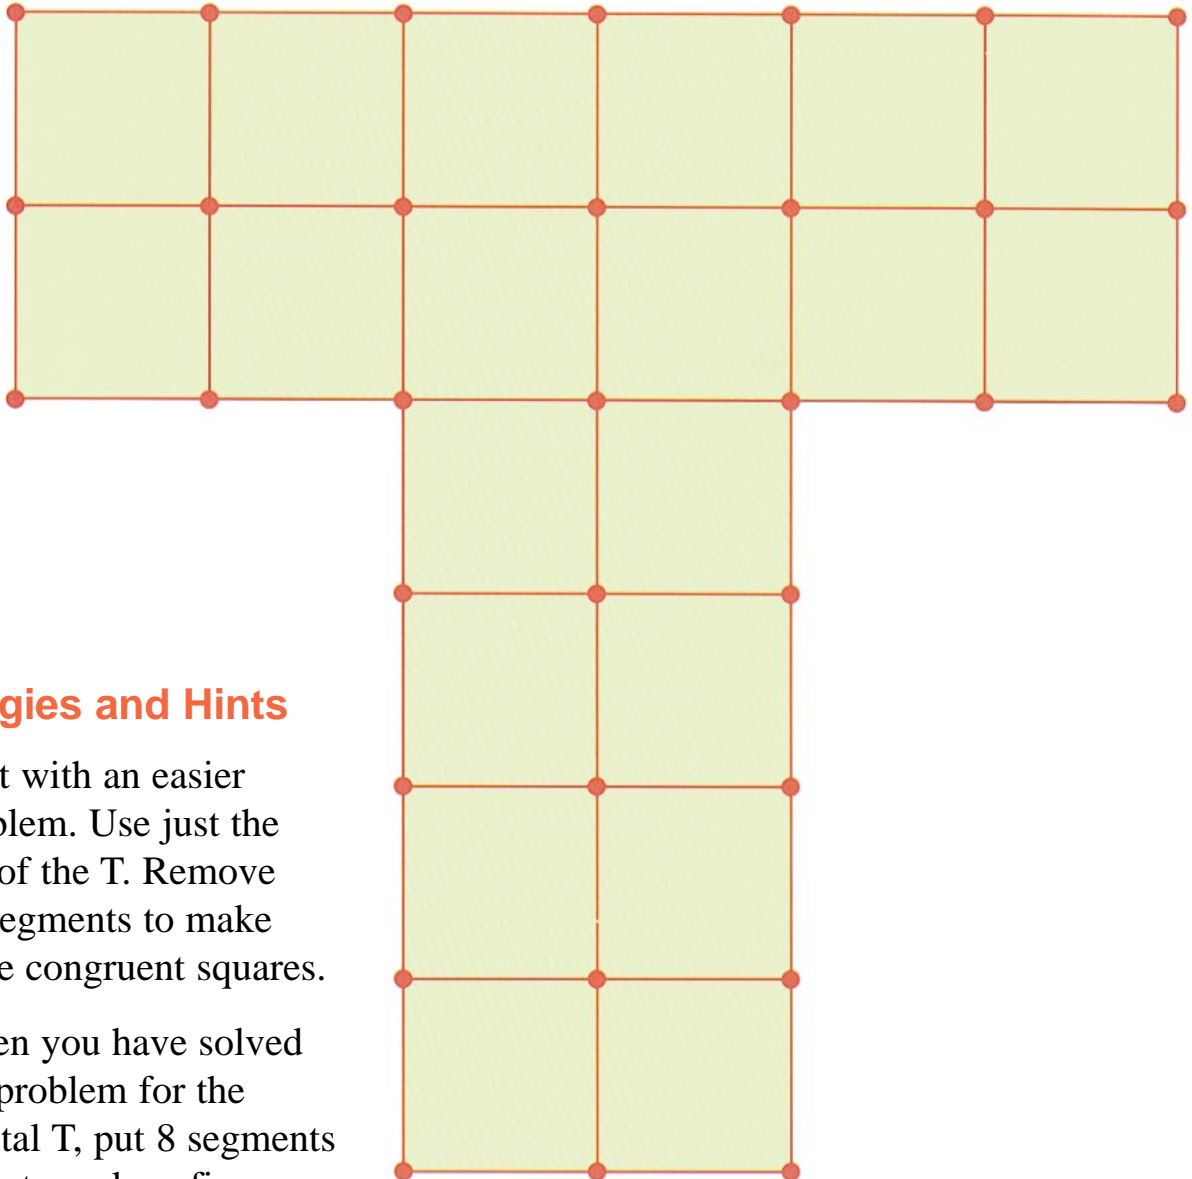 gies and Hints
t with an easier
blem. Use just the
of the T. Remove
egments to make
e congruent squares.
en you have solved
problem for the
tal T, put 8 segments